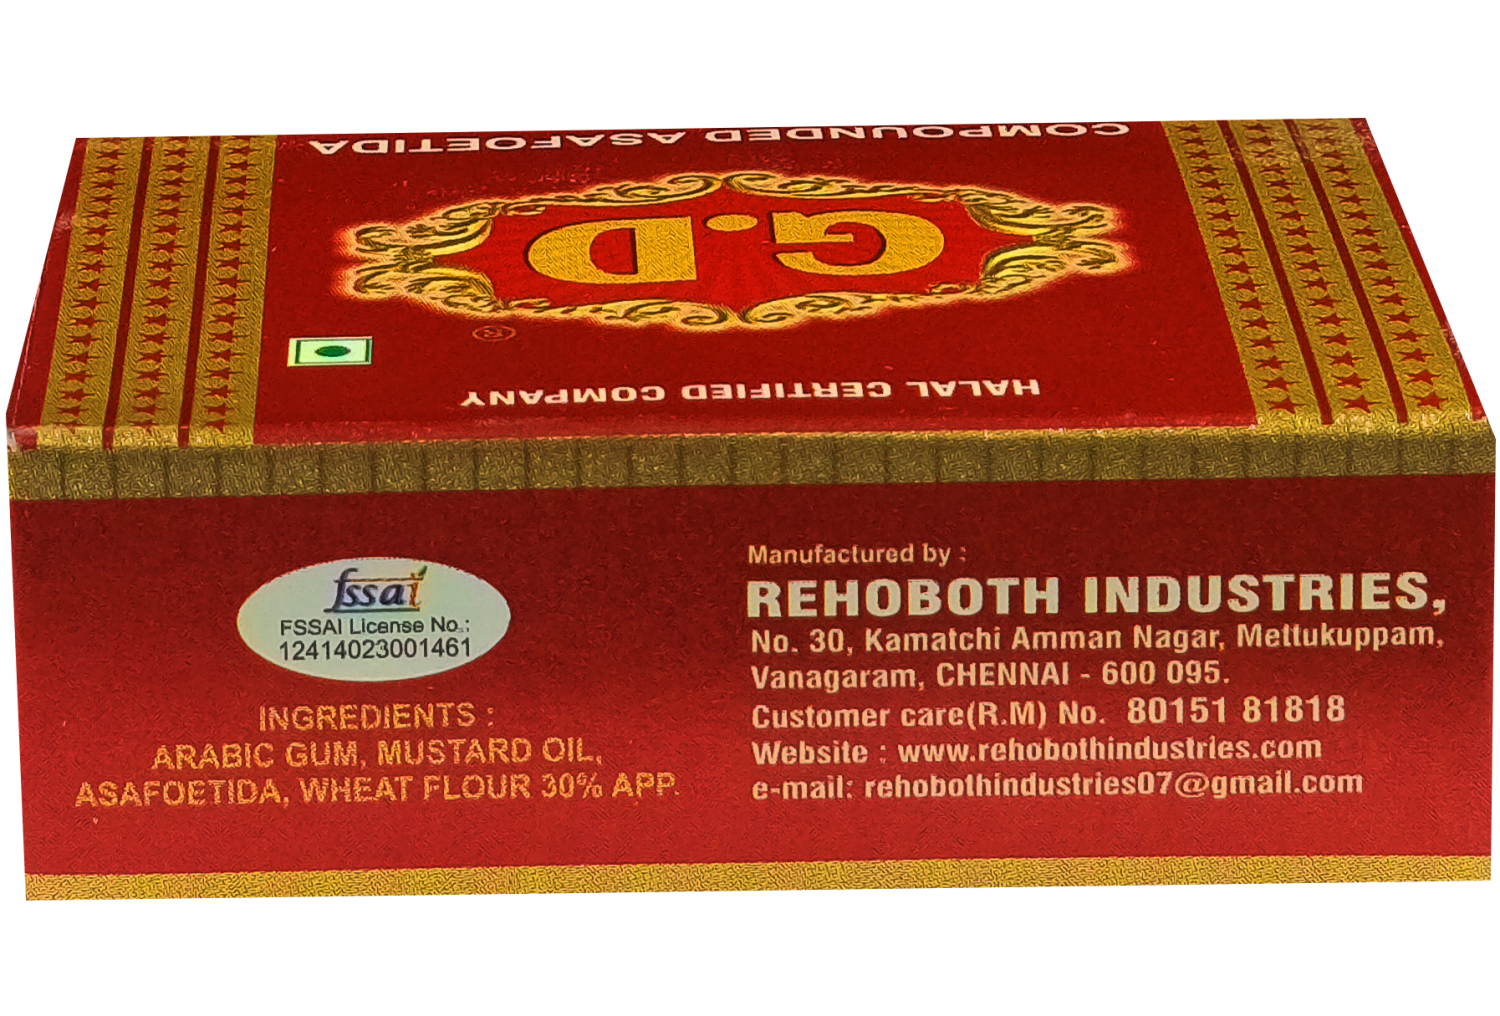 COMPOUNDED ASAFOETIDA
G.D
®
HALAL CERTIFIED COMPANY
fssai
FSSAI License No.:
12414023001461
INGREDIENTS :
ARABIC GUM, MUSTARD OIL,
ASAFOETIDA, WHEAT FLOUR 30% APP.
Manufactured by :
REHOBOTH INDUSTRIES,
No. 30, Kamatchi Amman Nagar, Mettukuppam,
Vanagaram, CHENNAI - 600 095.
Customer care(R.M) No. 80151 81818
Website : www.rehobothindustries.com
e-mail: rehobothindustries07@gmail.com